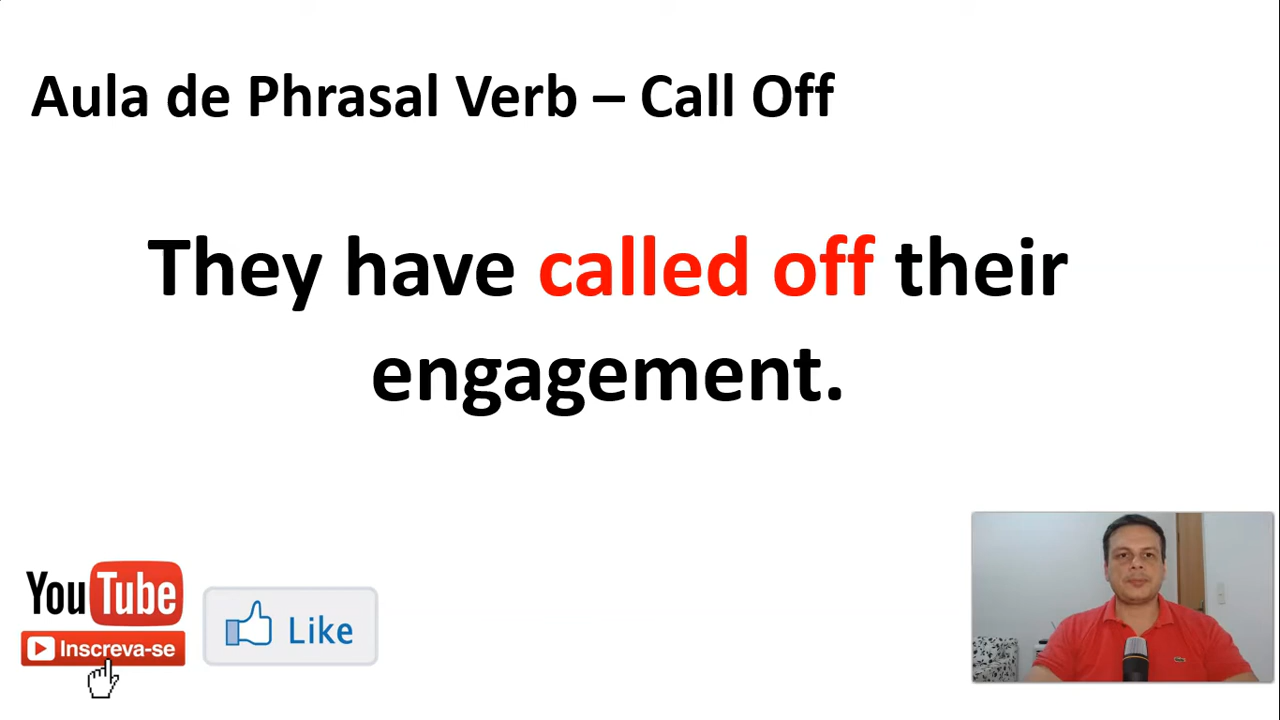 Aula de Phrasal Verb – Call Off
They have called off their
engagement.
YouTube
Inscreva-se
Like